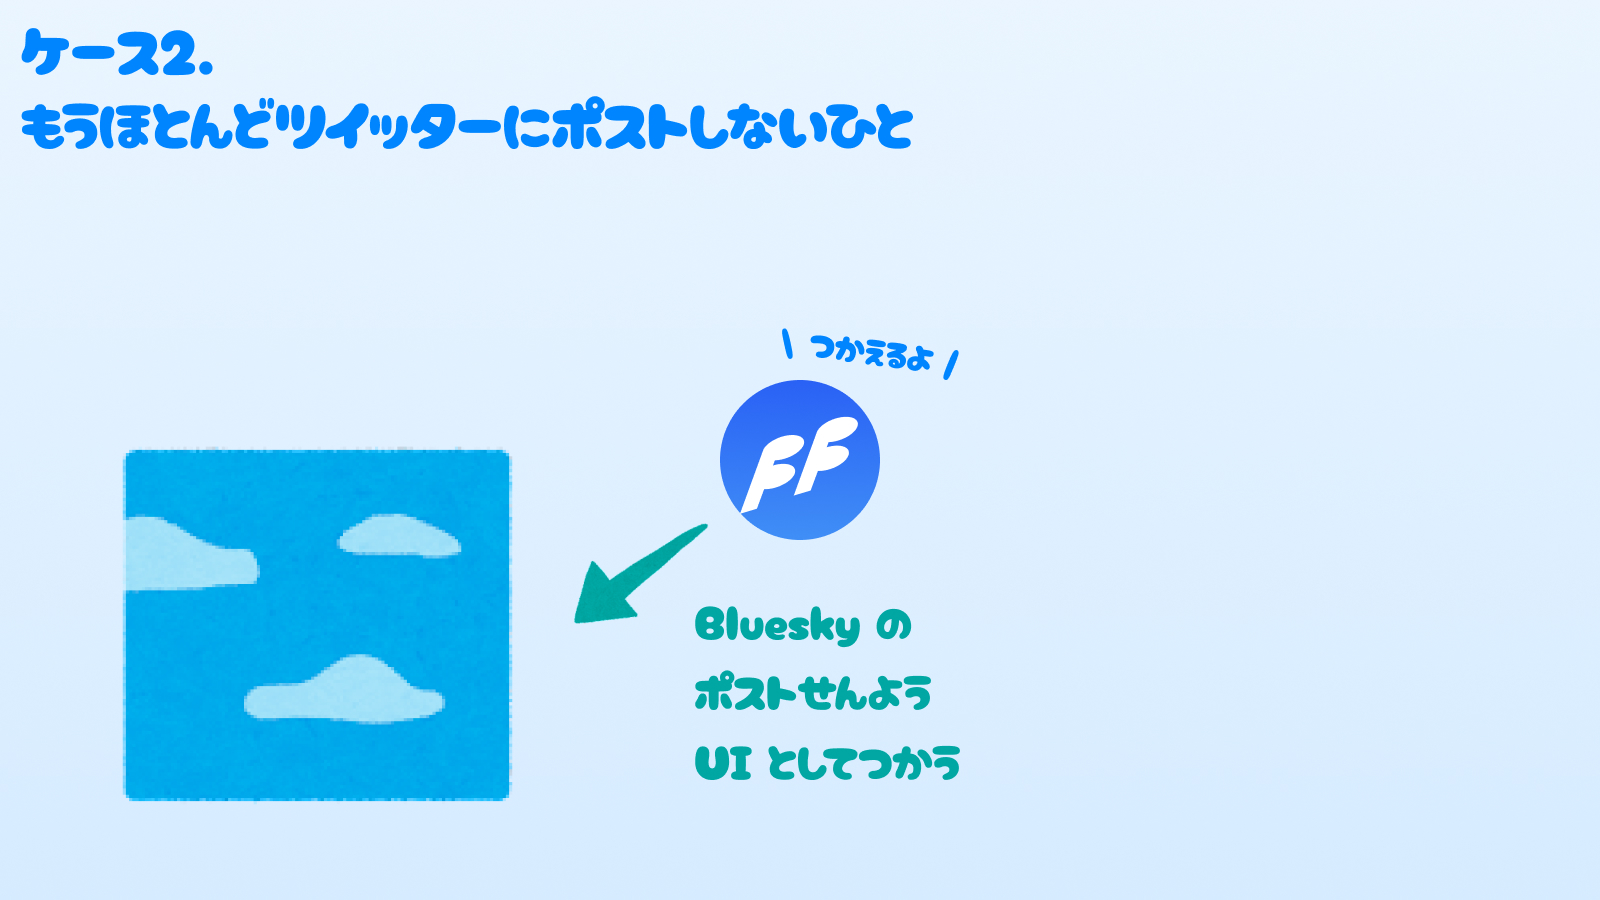 ケース2.
もうほとんどツイッターにポストしないひと
\ つかえるよ /
FF
Bluesky の
ポストせんよう
UI としてつかう